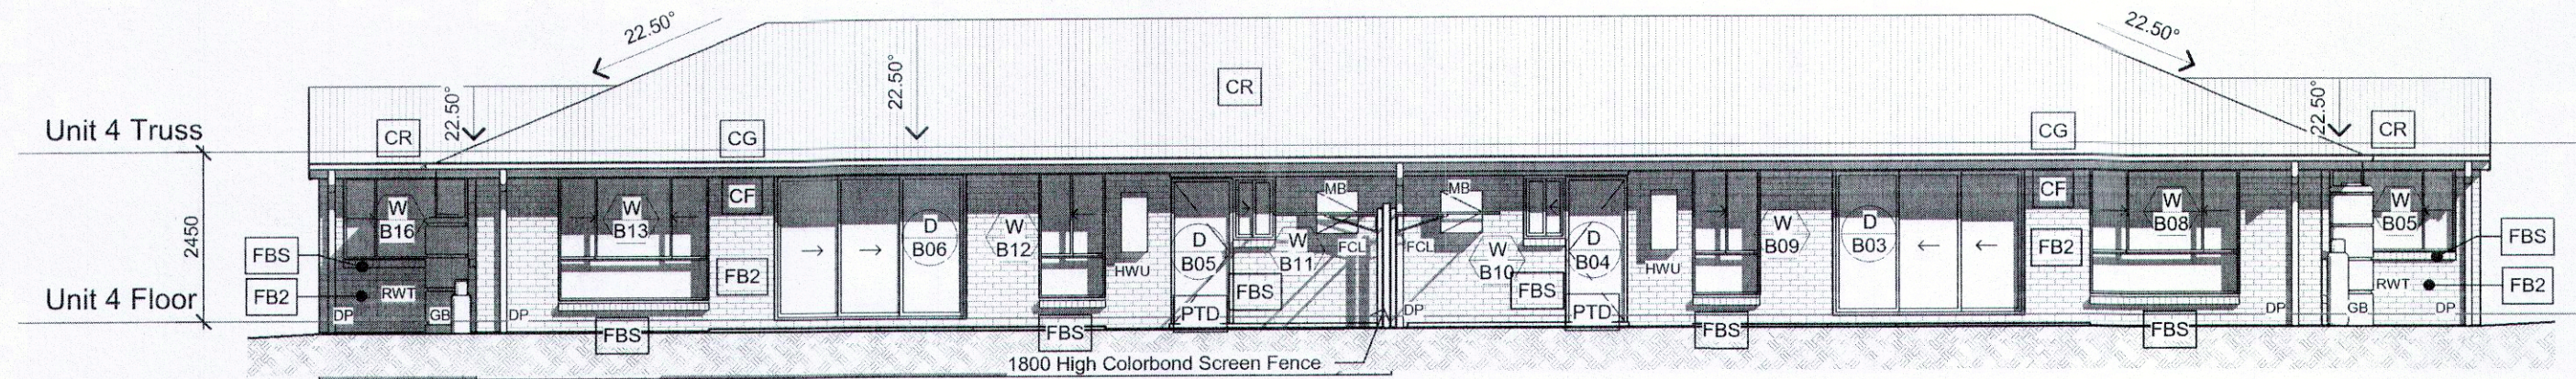 22.50°
22.50°
22.50°
22.50°
22.50°
CR
Unit 4 Truss
CR
CG
CG
CR
2450
W
B16
W
B13
CF
D
B06
W
B12
HWU
D
B05
W
B11
MB
FCL
MB
FCL
W
B10
D
B04
HWU
W
B09
D
B03
CF
W
B08
W
B05
FBS
FB2
RWT
DP
GB
DP
FB2
FBS
FBS
FB2
FBS
FB2
RWT
DP
GB
DP
Unit 4 Floor
FBS
FBS
PTD
DP
PTD
FBS
FBS
1800 High Colorbond Screen Fence